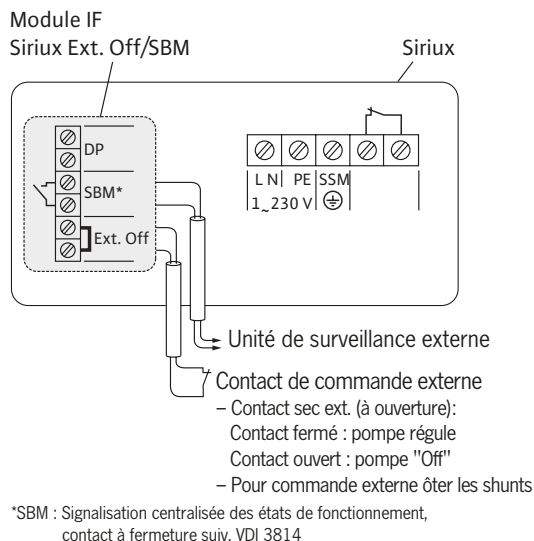 Module IF
Siriux Ext. Off/SBM
Siriux
DP
SBM*
Ext. Off
L N PE SSM
1~230 V
Unité de surveillance externe
Contact de commande externe
– Contact sec ext. (à ouverture):
Contact fermé : pompe régule
Contact ouvert : pompe "Off"
– Pour commande externe ôter les shunts
*SBM : Signalisation centralisée des états de fonctionnement,
contact à fermeture suiv. VDI 3814